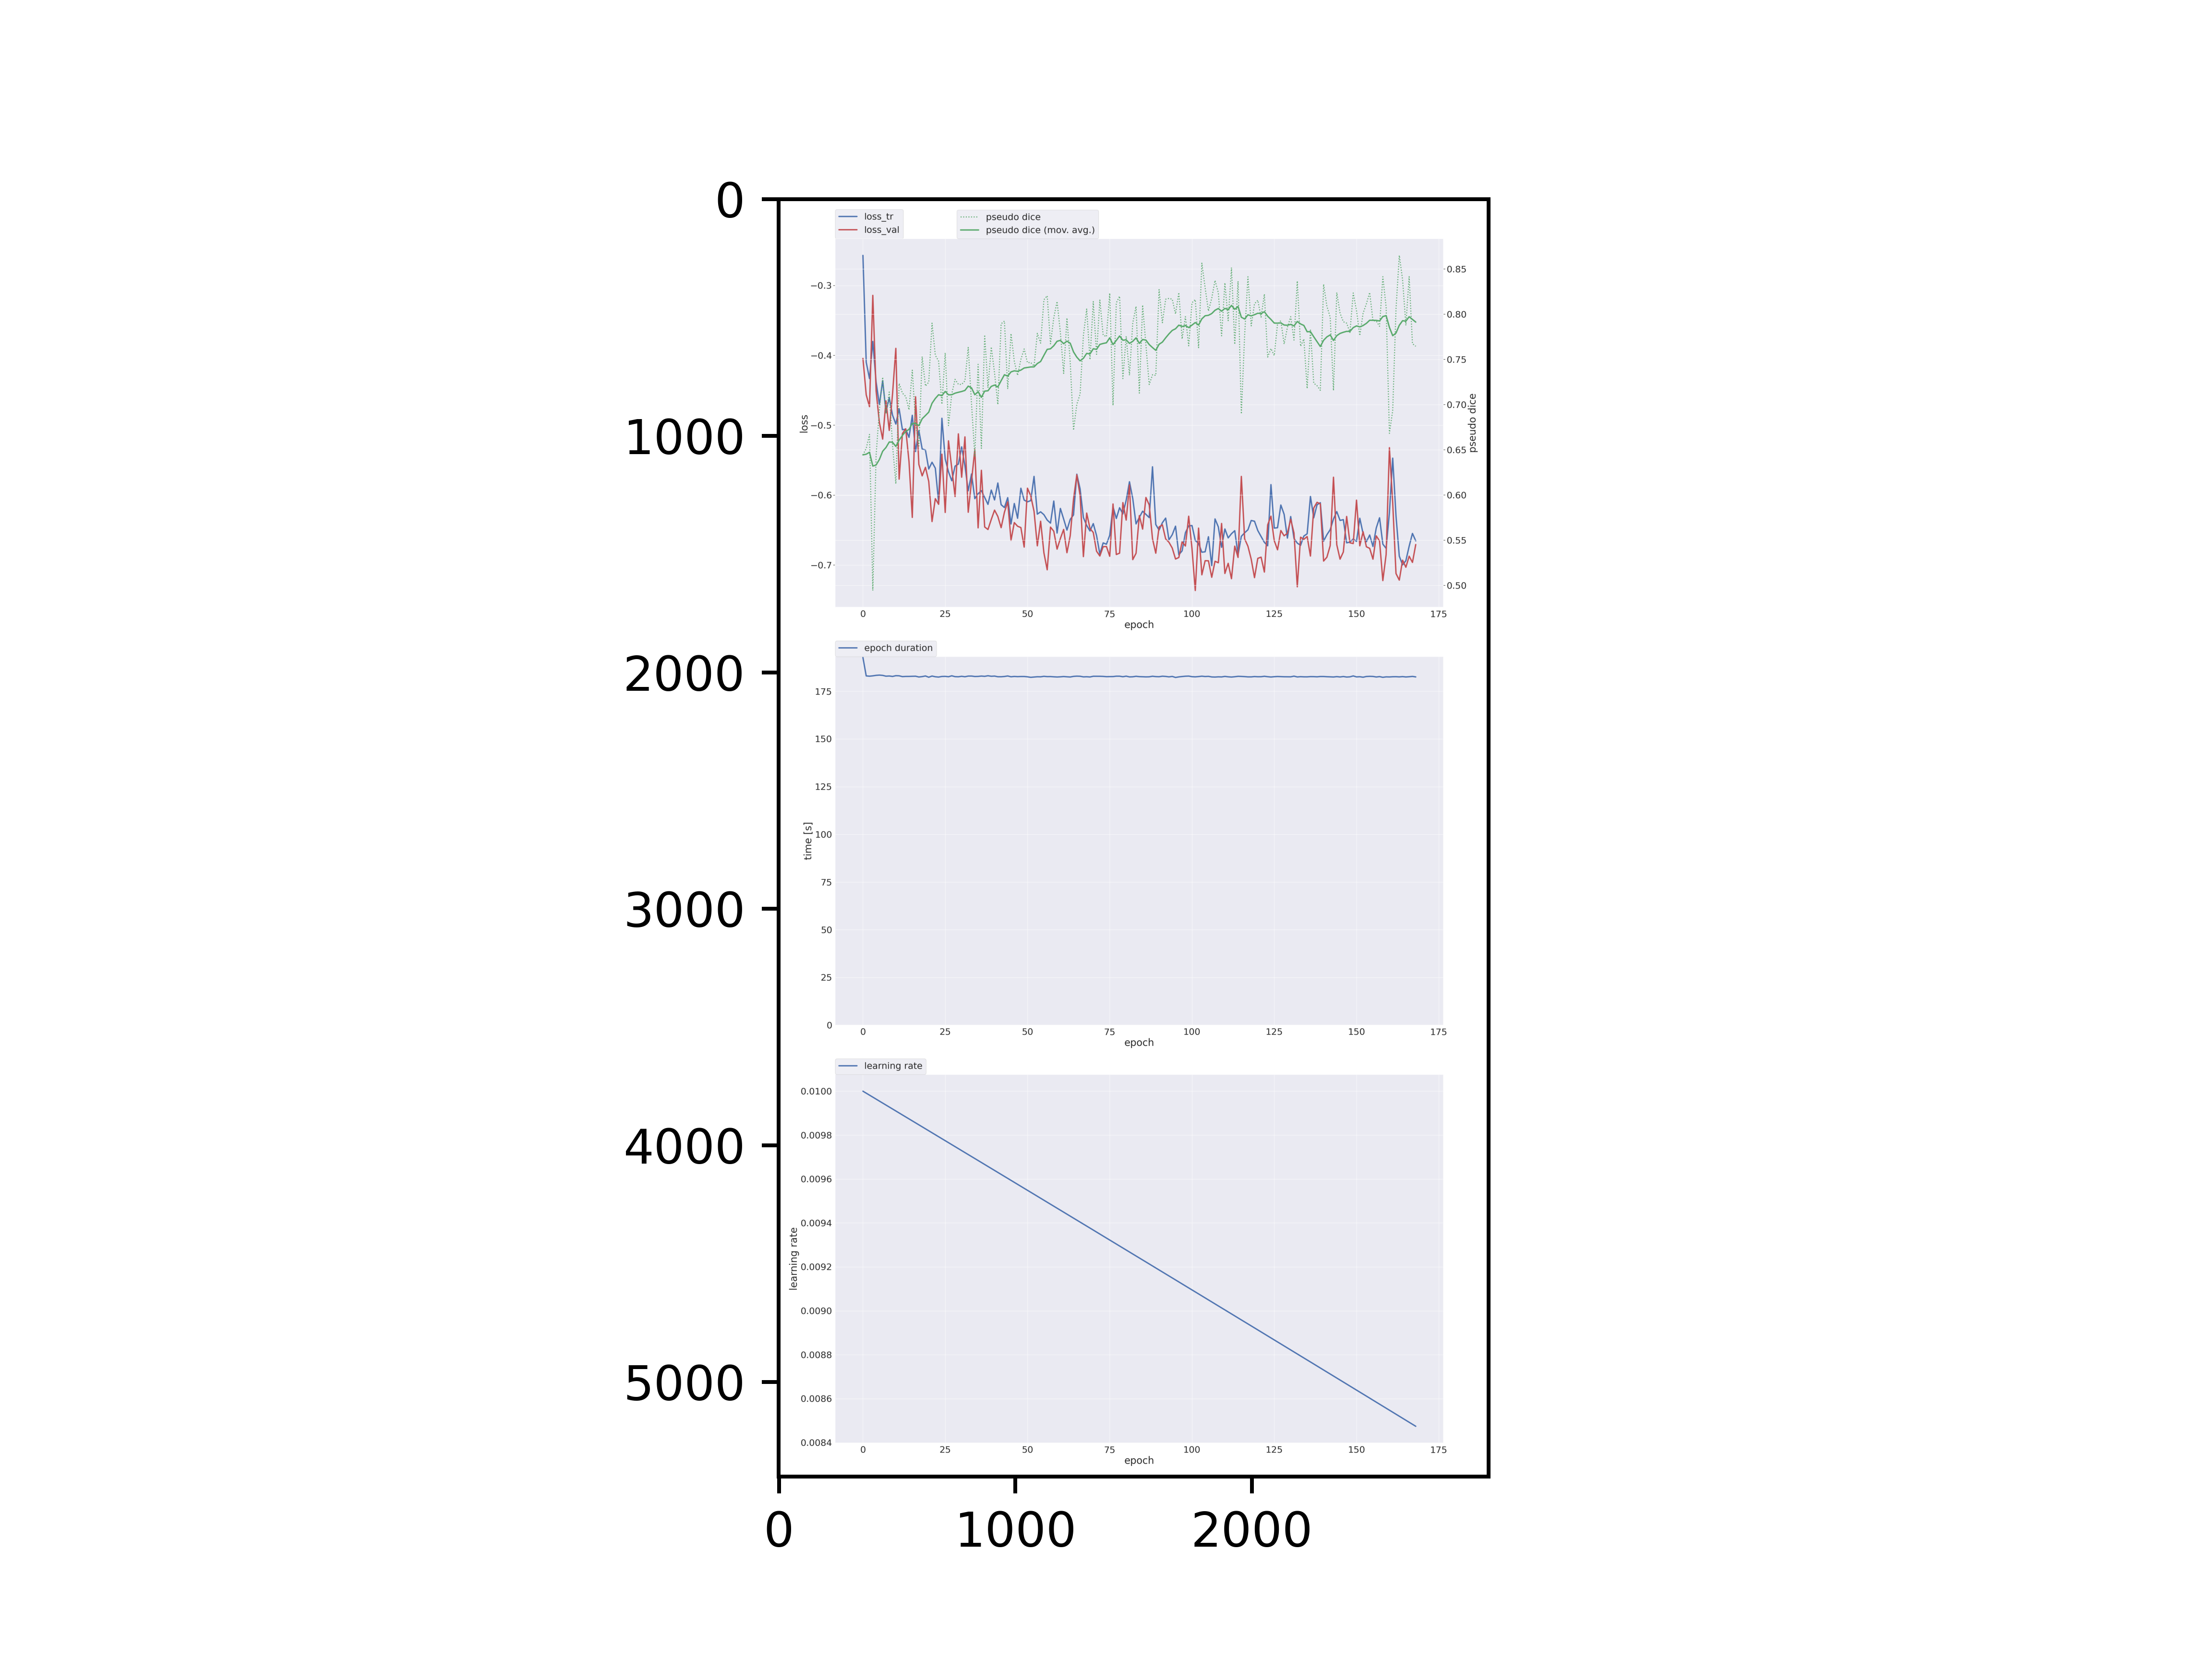 0
1000
2000
3000
4000
5000
loss_tr
loss_val
pseudo dice
pseudo dice (mov. avg.)
−0.3
−0.4
−0.5
−0.6
−0.7
loss
0.85
0.80
0.75
0.70
0.65
0.60
0.55
0.50
pseudo dice
0 25 50 75 100 125 150 175
epoch
epoch duration
175
150
125
100
75
50
25
0
time [s]
0 25 50 75 100 125 150 175
epoch
learning rate
0.0100
0.0098
0.0096
0.0094
0.0092
0.0090
0.0088
0.0086
0.0084
learning rate
0 25 50 75 100 125 150 175
epoch
0 1000 2000